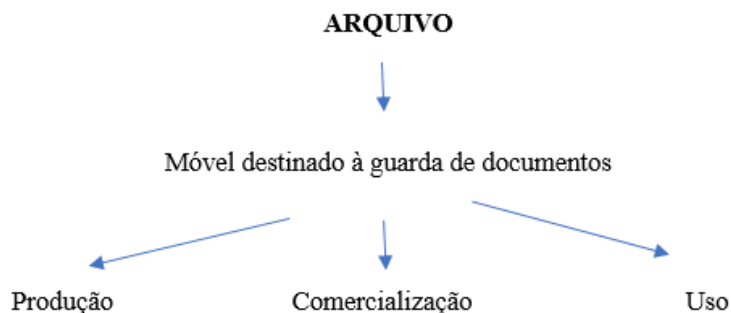 ARQUIVO
Móvel destinado à guarda de documentos
Produção Comercialização Uso